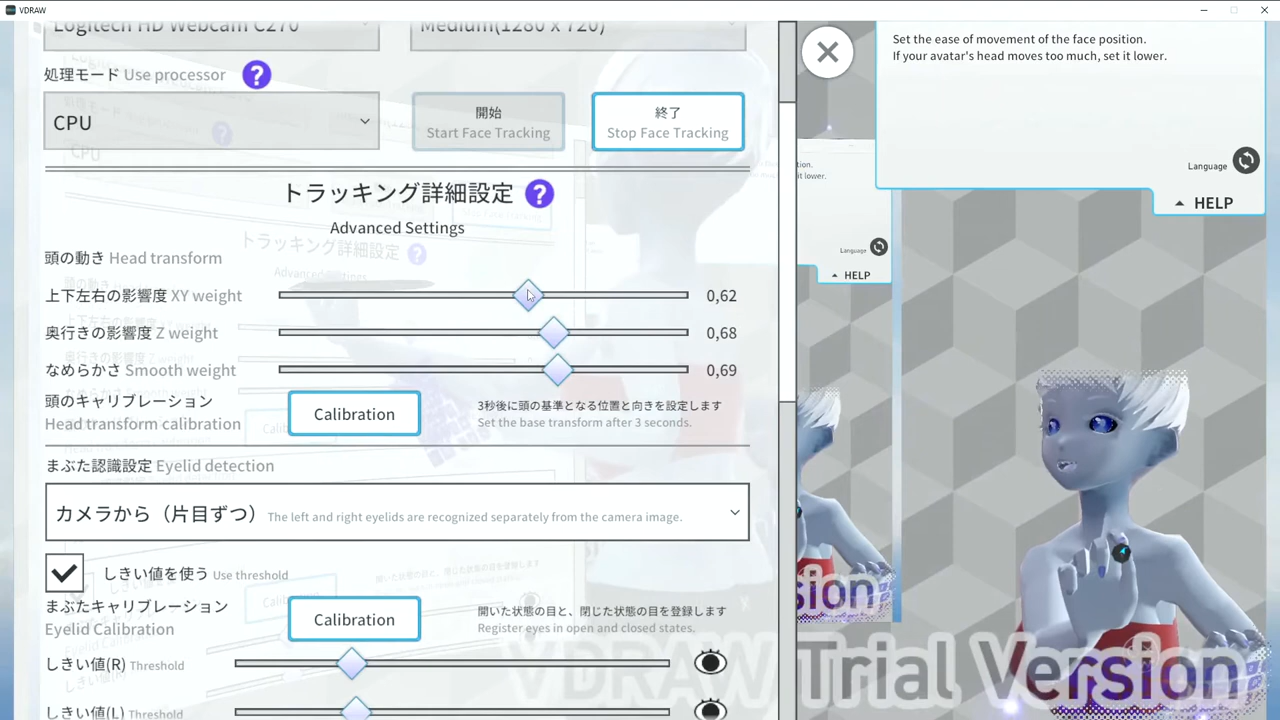 VDRAW
Logitech HD Webcam C270
Medium(1280 x 720)
Set the ease of movement of the face position.
If your avatar's head moves too much, set it lower.
Language
HELP
処理モード Use processor ?
CPU
開始
Start Face Tracking
終了
Stop Face Tracking
トラッキング詳細設定 ?
Advanced Settings
頭の動き Head transform
上下左右の影響度 XY weight 0,62
奥行きの影響度 Z weight 0,68
なめらかさ Smooth weight 0,69
頭のキャリブレーション
Head transform calibration
Calibration
3秒後に頭の基準となる位置と向きを設定します
Set the base transform after 3 seconds.
まぶた認識設定 Eyelid detection
カメラから（片目ずつ） The left and right eyelids are recognized separately from the camera image.
しきい値を使う Use threshold
まぶたキャリブレーション
Eyelid Calibration
Calibration
開いた状態の目と、閉じた状態の目を登録します
Register eyes in open and closed states.
しきい値(R) Threshold
しきい値(L) Threshold
tion.
it lower.
Language
HELP
sion
VDRAW Trial Version